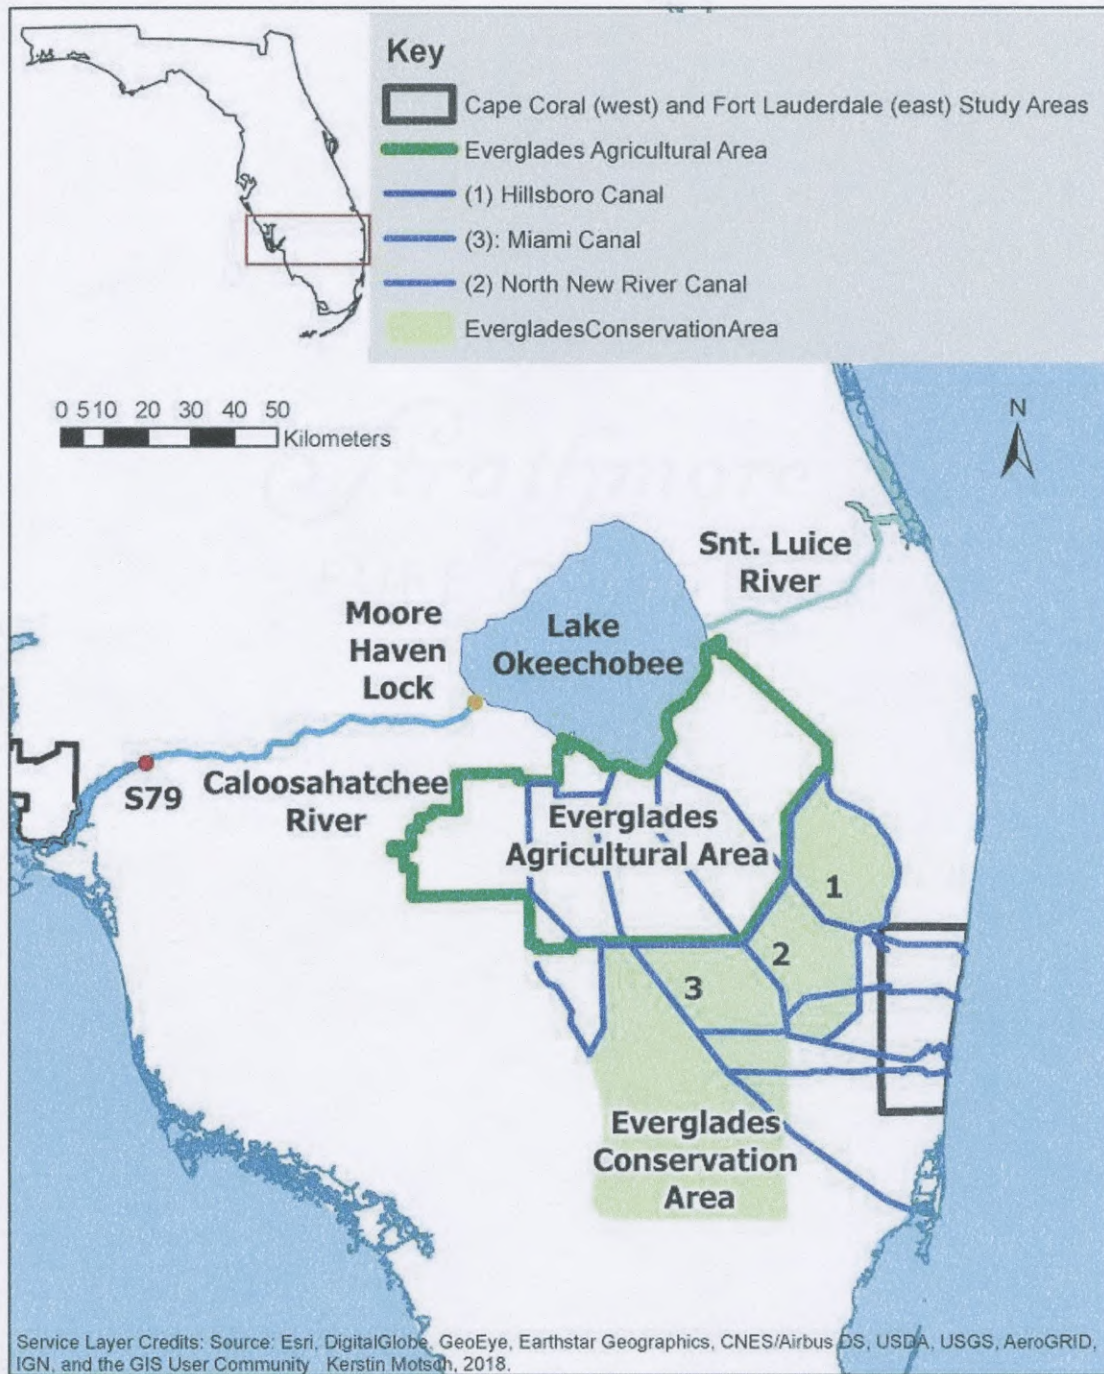 Key
Cape Coral (west) and Fort Lauderdale (east) Study Areas
Everglades Agricultural Area
(1) Hillsboro Canal
(3): Miami Canal
(2) North New River Canal
EvergladesConservationArea
0 5 10 20 30 40 50
Kilometers
N
Snt. Luice
River
Moore
Haven
Lock
Lake
Okeechobee
S79
Caloosahatchee
River
Everglades
Agricultural Area
1
2
3
Everglades
Conservation
Area
Service Layer Credits: Source: Esri, DigitalGlobe, GeoEye, Earthstar Geographics, CNES/Airbus DS, USDA, USGS, AeroGRID,
IGN, and the GIS User Community Kerstin Motsch, 2018.